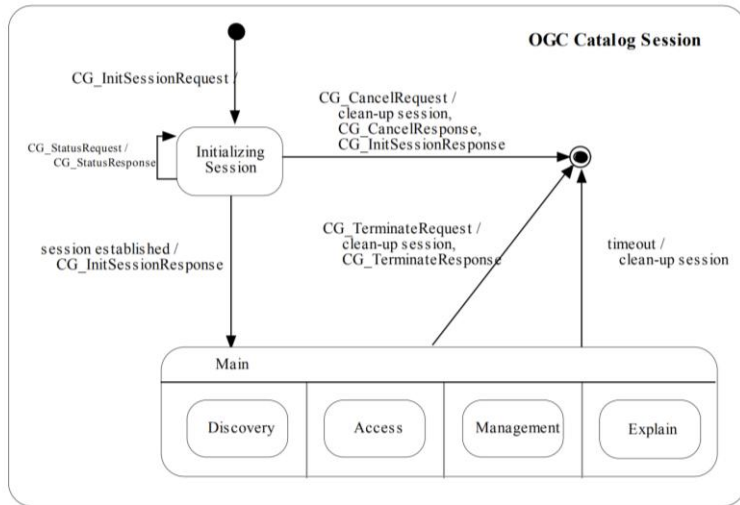 OGC Catalog Session
CG_InitSessionRequest /
CG_CancelRequest /
clean-up session,
CG_CancelResponse,
CG_InitSessionResponse
CG_StatusRequest /
CG_StatusResponse
Initializing
Session
CG_TerminateRequest /
clean-up session,
CG_TerminateResponse
session established /
CG_InitSessionResponse
timeout /
clean-up session
Main
Discovery
Access
Management
Explain